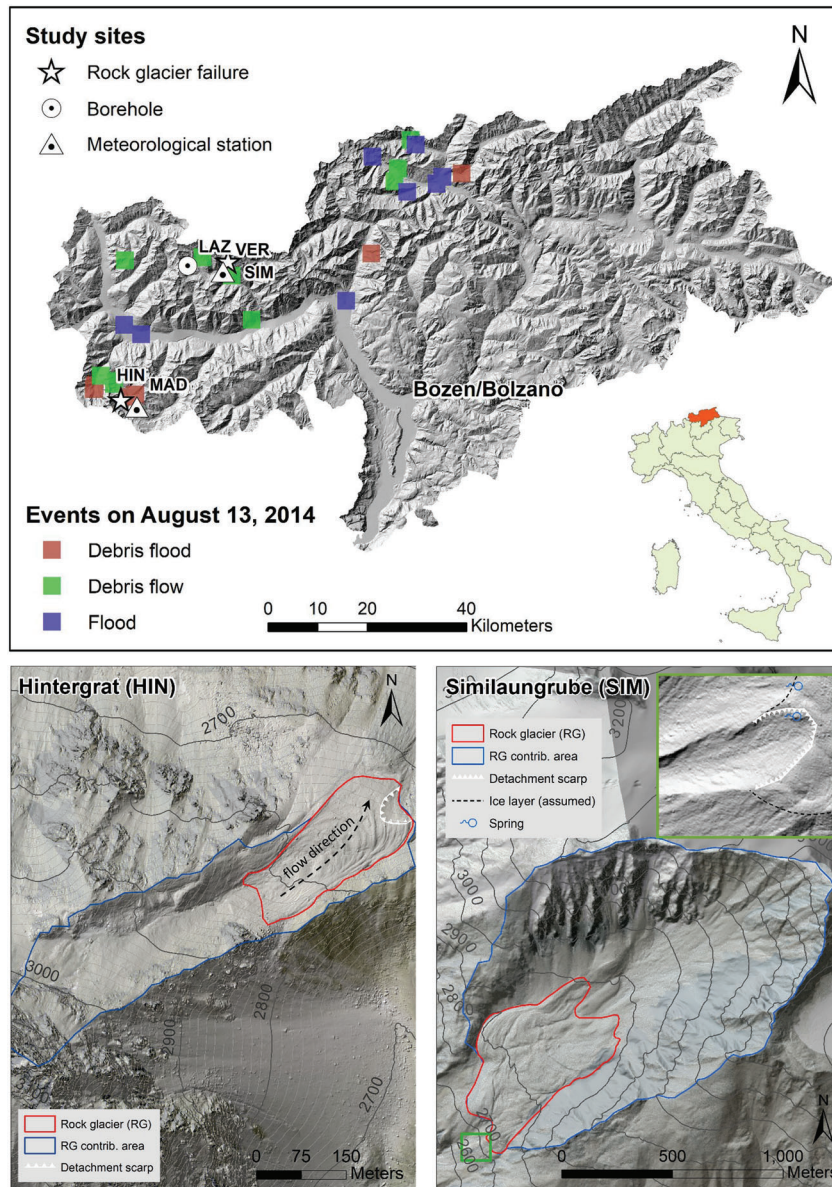 Study sites
Rock glacier failure
Borehole
Meteorological station
N
LAZ VER
SIM
HIN MAD
Bozen/Bolzano
Events on August 13, 2014
Debris flood
Debris flow
Flood
0 10 20 40
Kilometers
Hintergrat (HIN)
N
2700
flow direction
3000
2900
2800
2700
Rock glacier (RG)
RG contrib. area
Detachment scarp
0 75 150
Meters
Similaungrube (SIM)
3200
Rock glacier (RG)
RG contrib. area
Detachment scarp
Ice layer (assumed)
Spring
3000
2900
2800
2700
2600
N
0 500 1,000
Meters